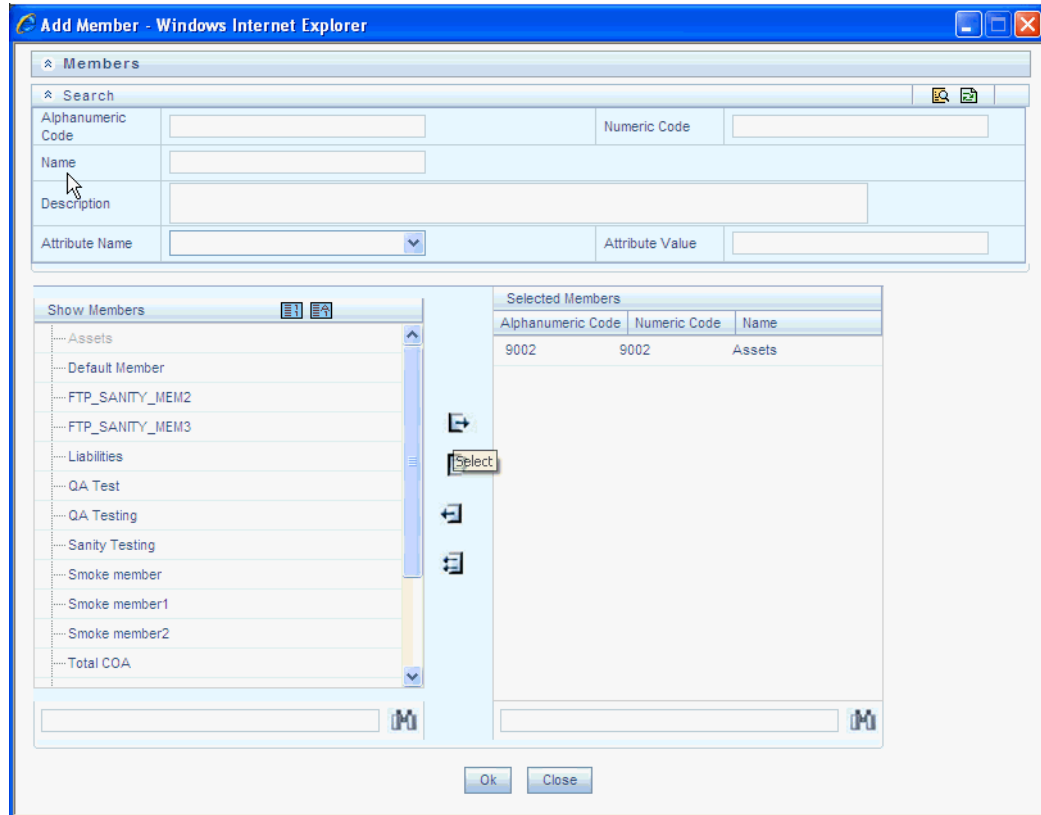 Add Member - Windows Internet Explorer
Members
Search
Alphanumeric Code
Numeric Code
Name
Description
Attribute Name
Attribute Value
Show Members
Selected Members
Alphanumeric Code Numeric Code Name
9002 9002 Assets
Assets
Default Member
FTP_SANITY_MEM2
FTP_SANITY_MEM3
Liabilities
QA Test
QA Testing
Sanity Testing
Smoke member
Smoke member1
Smoke member2
Total COA
Select
Ok Close